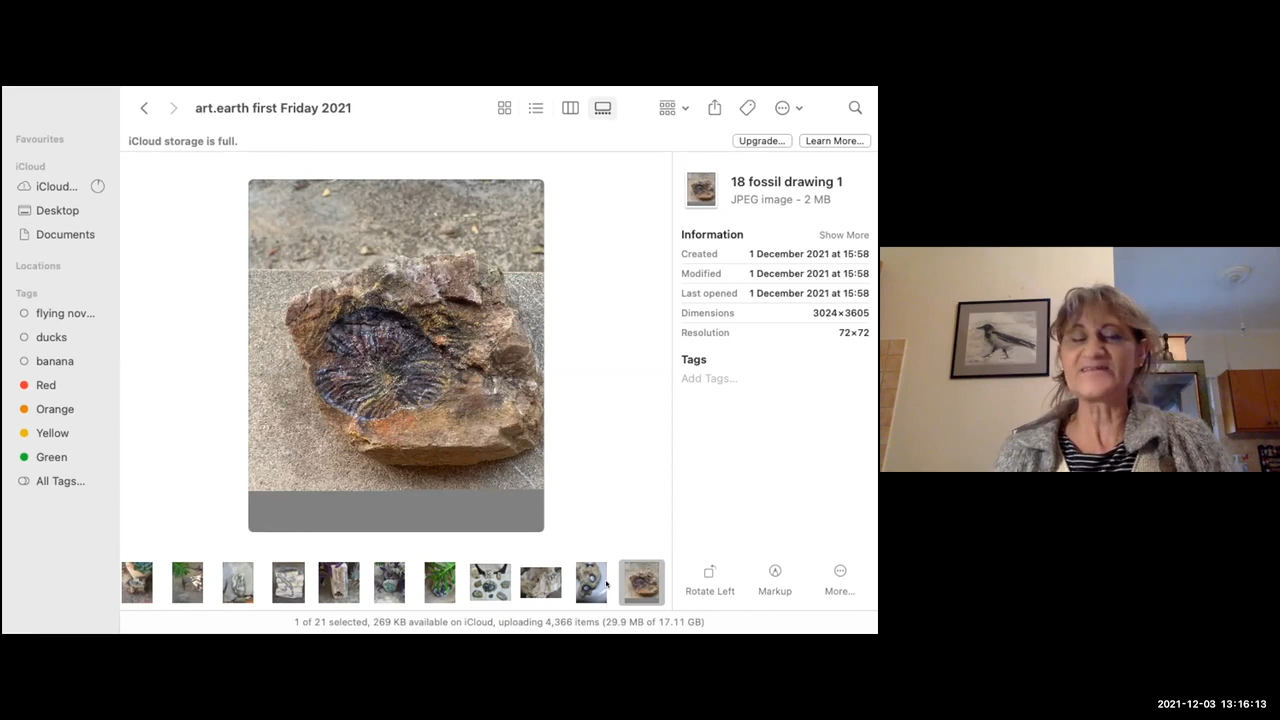 art.earth first Friday 2021
iCloud storage is full.
Upgrade...
Learn More...
Favourites
iCloud
iCloud...
Desktop
Documents
Locations
Tags
flying nov...
ducks
banana
Red
Orange
Yellow
Green
All Tags...
18 fossil drawing 1
JPEG image - 2 MB
Information Show More
Created 1 December 2021 at 15:58
Modified 1 December 2021 at 15:58
Last opened 1 December 2021 at 15:58
Dimensions 3024×3605
Resolution 72×72
Tags
Add Tags...
Rotate Left Markup More...
1 of 21 selected, 269 KB available on iCloud, uploading 4,366 items (29.9 MB of 17.11 GB)
2021-12-03 13:16:13